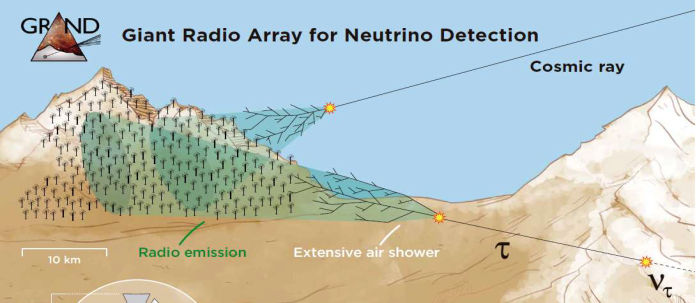 GRAND
Giant Radio Array for Neutrino Detection
Cosmic ray
Radio emission
Extensive air shower
10 km
τ
ντ